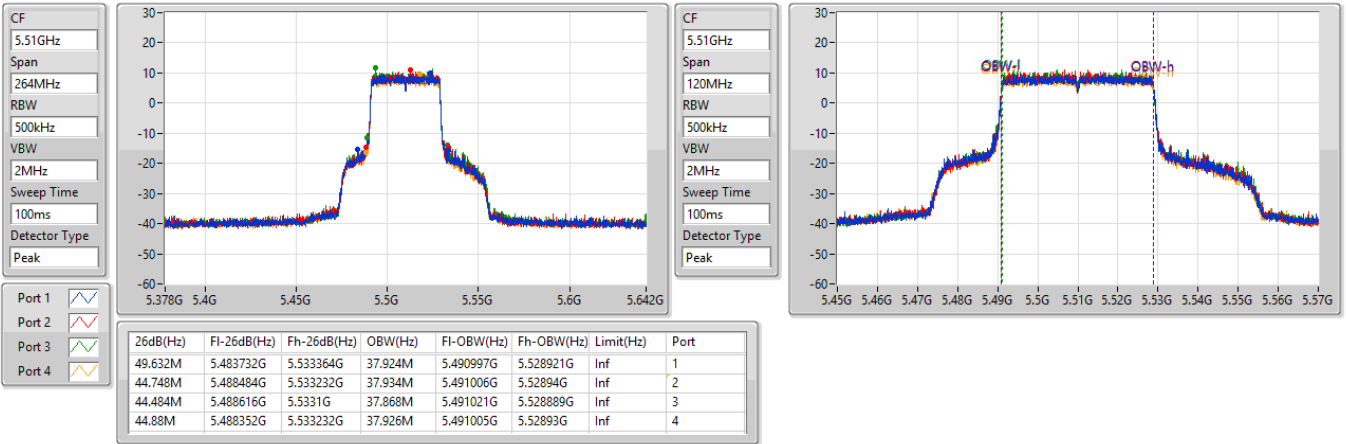 CF
5.51GHz
Span
264MHz
RBW
500kHz
VBW
2MHz
Sweep Time
100ms
Detector Type
Peak
30
20
10
0
-10
-20
-30
-40
-50
-60
5.378G 5.4G 5.45G 5.5G 5.55G 5.6G 5.642G
CF
5.51GHz
Span
120MHz
RBW
500kHz
VBW
2MHz
Sweep Time
100ms
Detector Type
Peak
30
20
10
0
-10
-20
-30
-40
-50
-60
OBW-l OBW-h
5.45G 5.46G 5.47G 5.48G 5.49G 5.5G 5.51G 5.52G 5.53G 5.54G 5.55G 5.56G 5.57G
Port 1
Port 2
Port 3
Port 4
26dB(Hz) Fl-26dB(Hz) Fh-26dB(Hz) OBW(Hz) Fl-OBW(Hz) Fh-OBW(Hz) Limit(Hz) Port
49.632M 5.483732G 5.533364G 37.924M 5.490997G 5.528921G Inf 1
44.748M 5.488484G 5.533232G 37.934M 5.491006G 5.52894G Inf 2
44.484M 5.488616G 5.5331G 37.868M 5.491021G 5.528889G Inf 3
44.88M 5.488352G 5.533232G 37.926M 5.491005G 5.52893G Inf 4